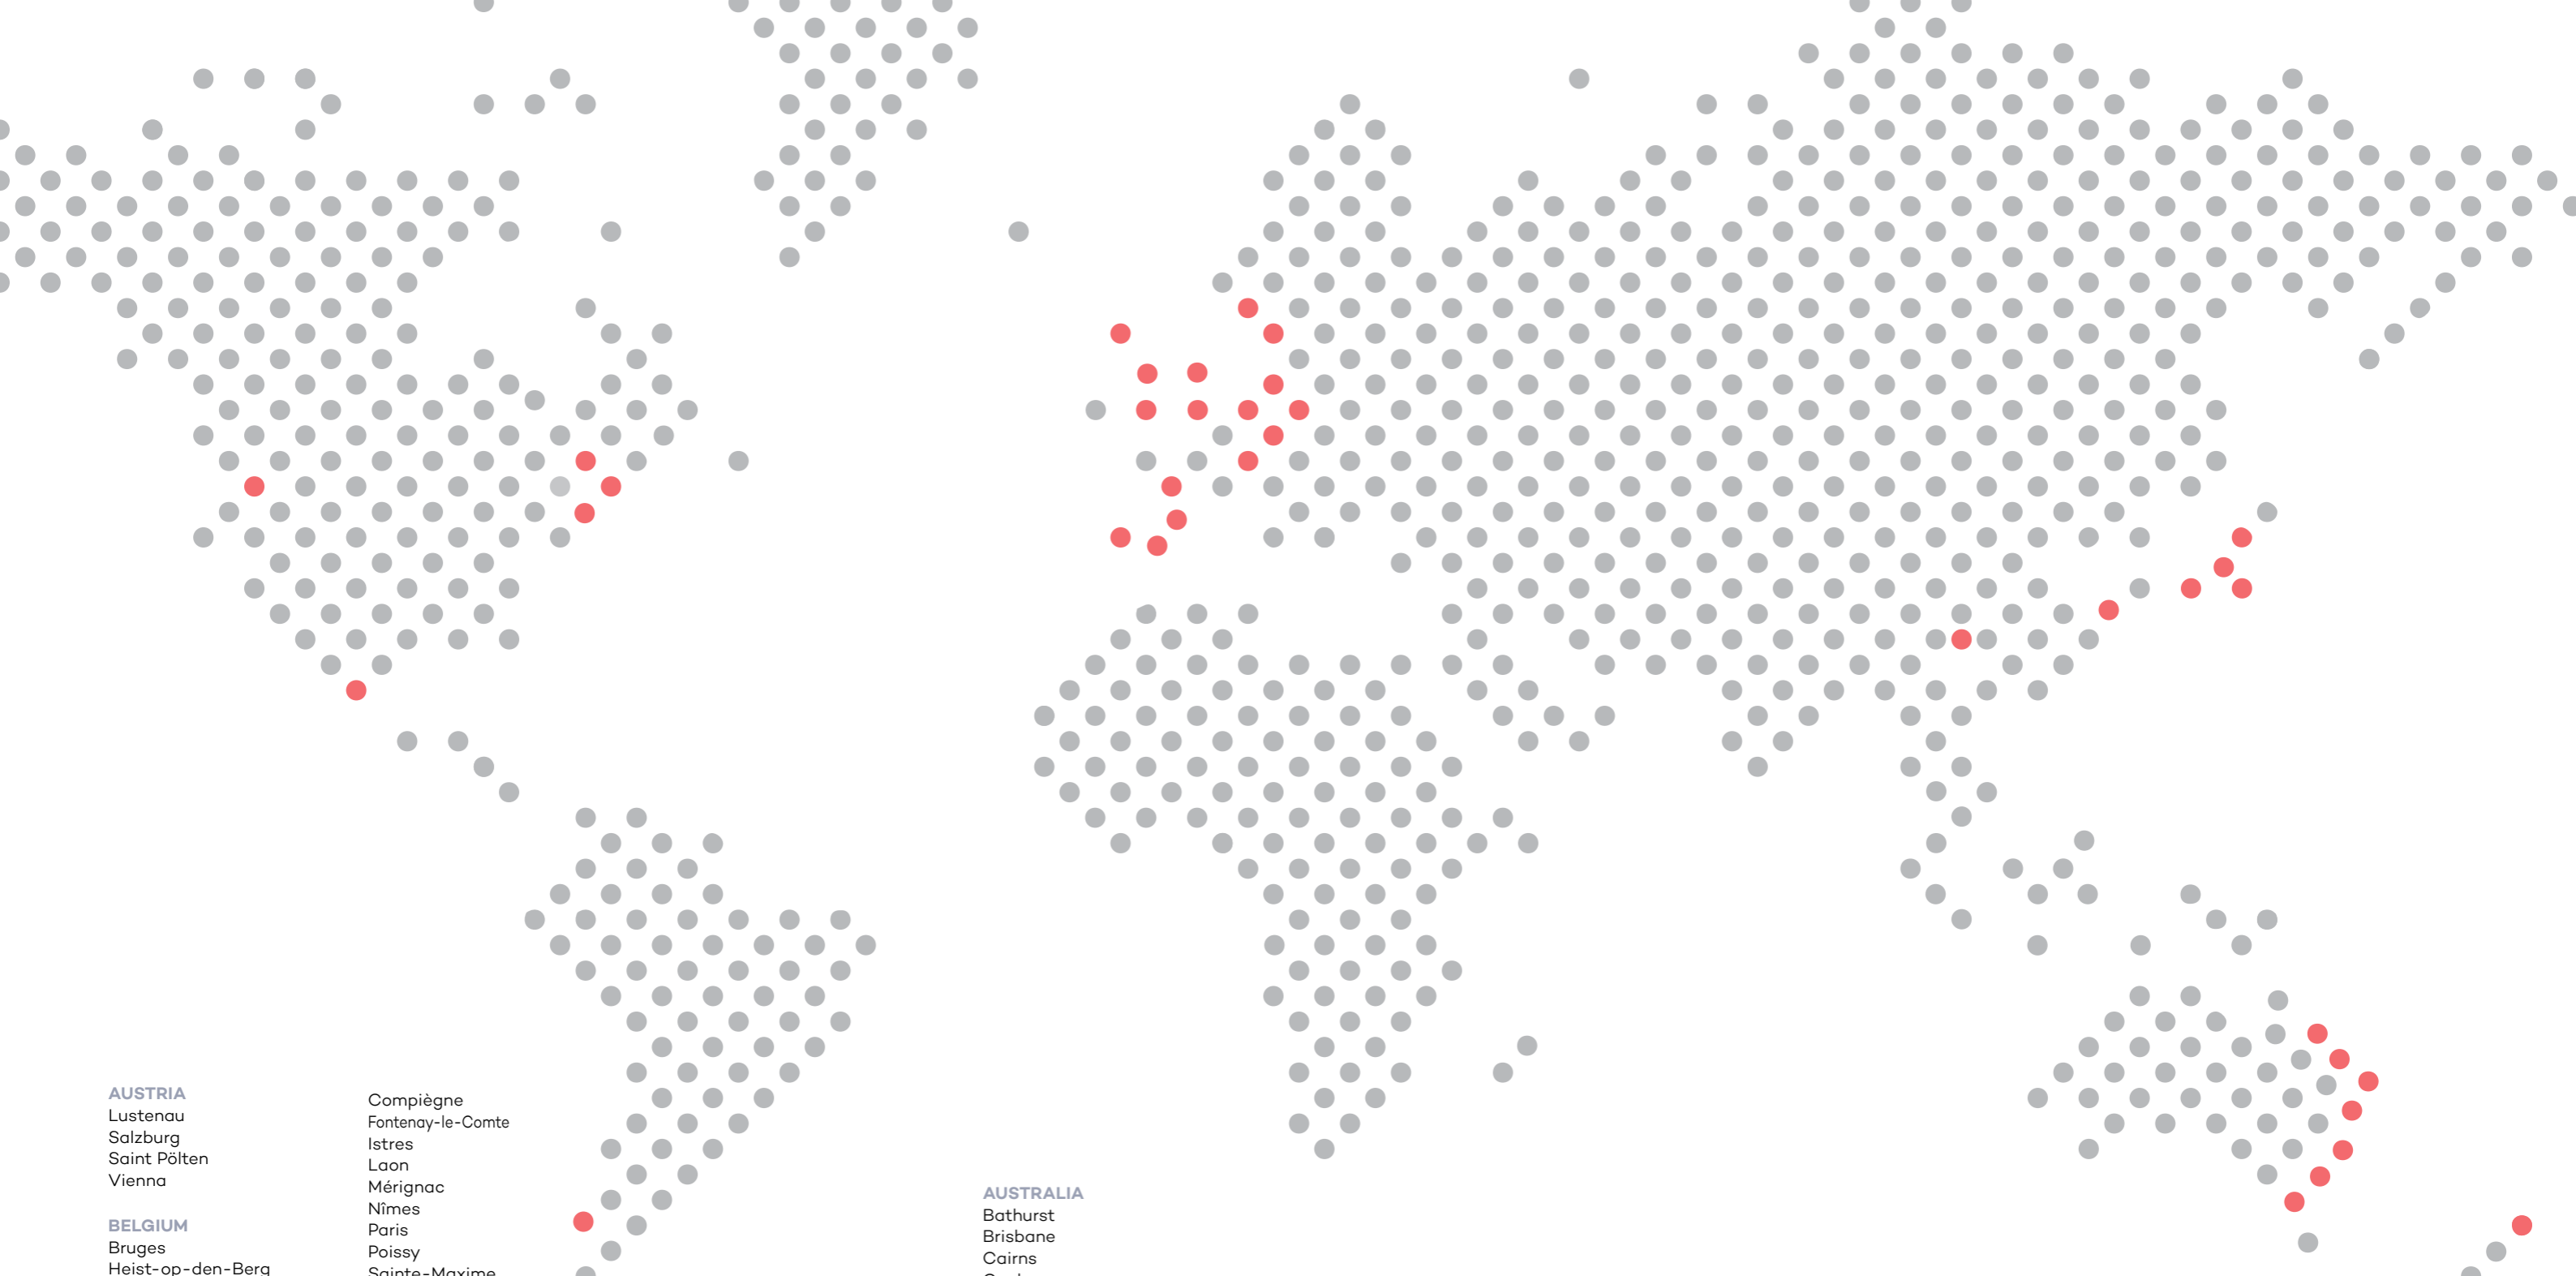 AUSTRIA
Lustenau
Salzburg
Saint Pölten
Vienna
BELGIUM
Bruges
Heist-op-den-Berg
Compiègne
Fontenay-le-Comte
Istres
Laon
Mérignac
Nîmes
Paris
Poissy
Sainte-Maxime
AUSTRALIA
Bathurst
Brisbane
Cairns